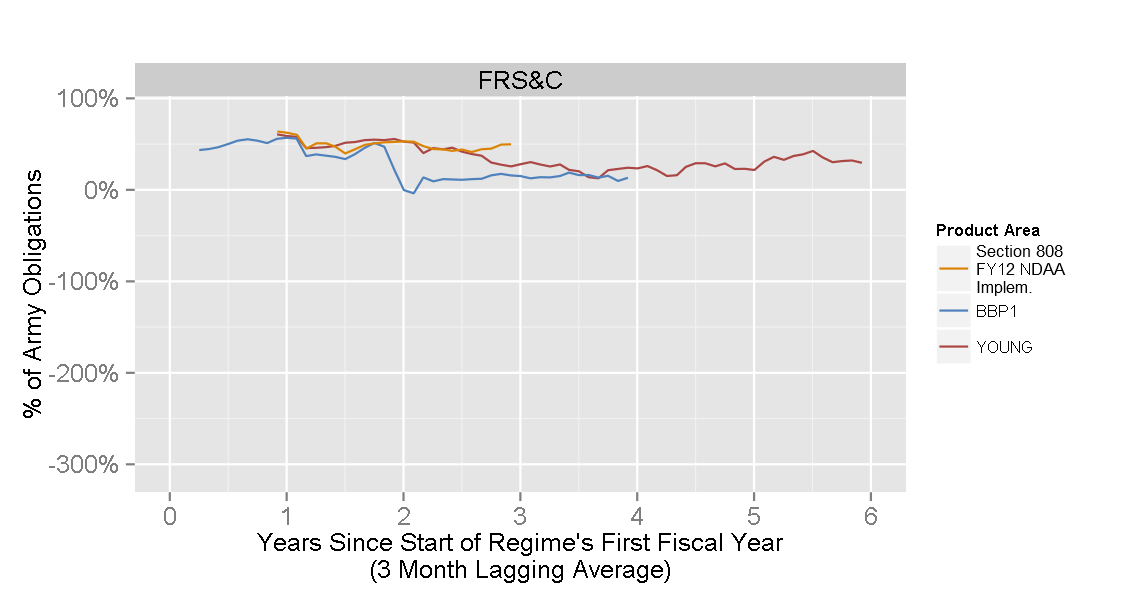 FRS&C
100%
0%
-100%
-200%
-300%
% of Army Obligations
0 1 2 3 4 5 6
Years Since Start of Regime's First Fiscal Year
(3 Month Lagging Average)
Product Area
Section 808
FY12 NDAA
Implem.
BBP1
YOUNG